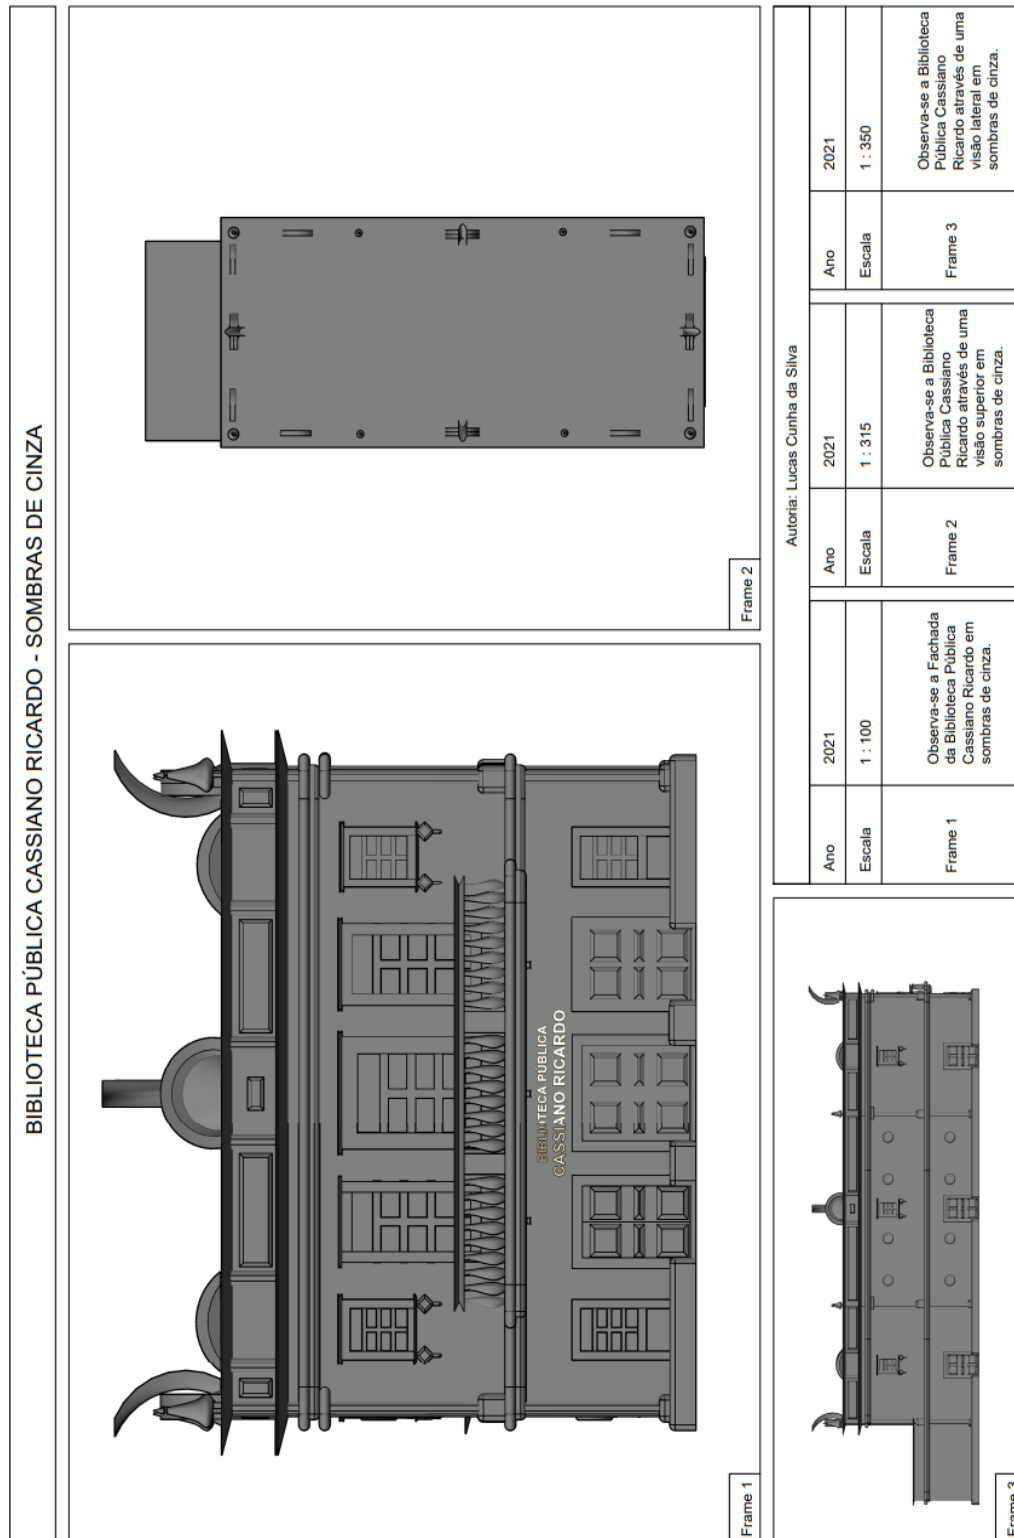 BIBLIOTECA PÚBLICA CASSIANO RICARDO - SOMBRAS DE CINZA
BIBLIOTECA PÚBLICA
CASSIANO RICARDO
Frame 1
Frame 2
Frame 3
Autoria: Lucas Cunha da Silva
Ano
2021
Escala
1 : 100
Frame 1
Observa-se a Fachada
da Biblioteca Pública
Cassiano Ricardo em
sombras de cinza.
Ano
2021
Escala
1 : 315
Frame 2
Observa-se a Biblioteca
Pública Cassiano
Ricardo através de uma
visão superior em
sombras de cinza.
Ano
2021
Escala
1 : 350
Frame 3
Observa-se a Biblioteca
Pública Cassiano
Ricardo através de uma
visão lateral em
sombras de cinza.